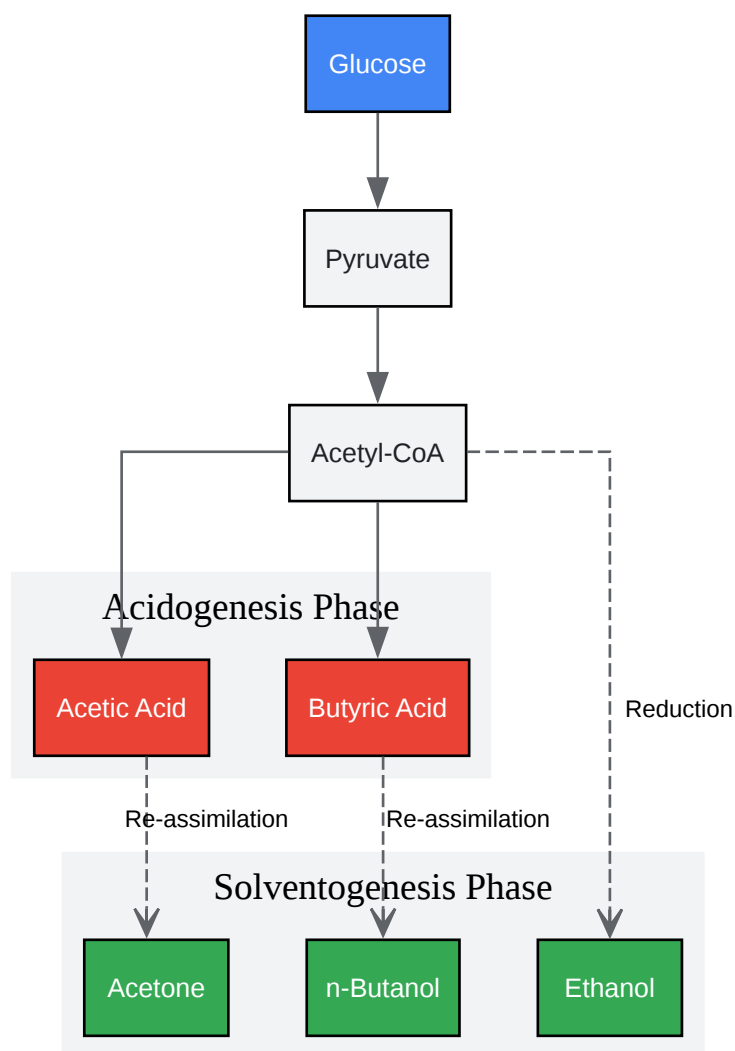 Glucose
Pyruvate
Acetyl-CoA
Acidogenesis Phase
Acetic Acid
Butyric Acid
Reduction
Re-assimilation
Re-assimilation
Solventogenesis Phase
Acetone
n-Butanol
Ethanol